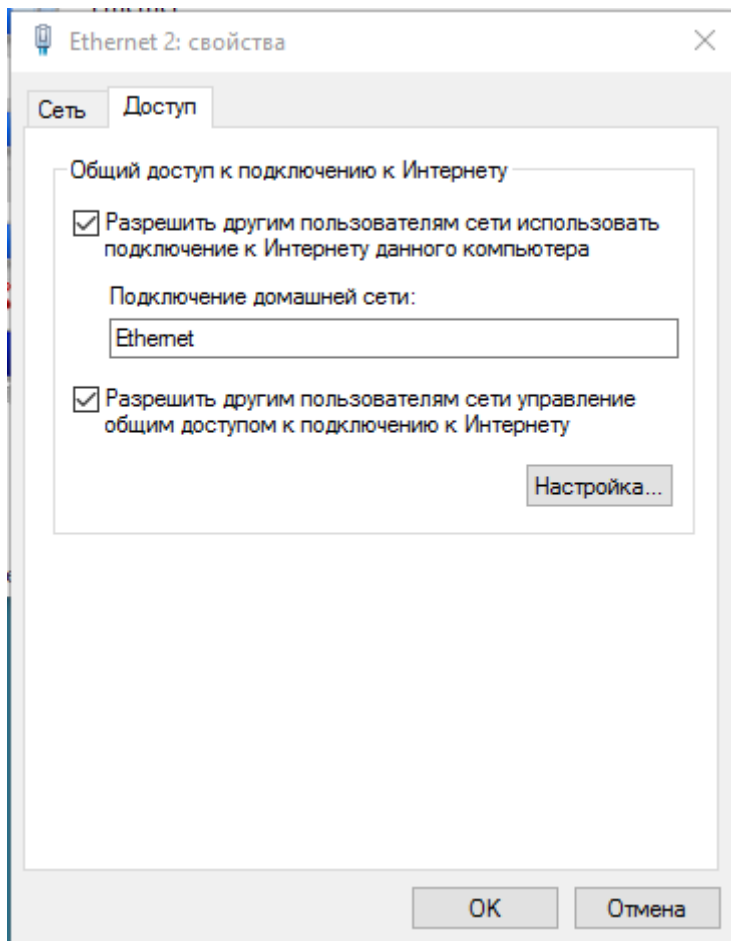 Ethernet 2: свойства
Сеть
Доступ
Общий доступ к подключению к Интернету
Разрешить другим пользователям сети использовать
подключение к Интернету данного компьютера
Подключение домашней сети:
Ethernet
Разрешить другим пользователям сети управление
общим доступом к подключению к Интернету
Настройка...
ОК
Отмена